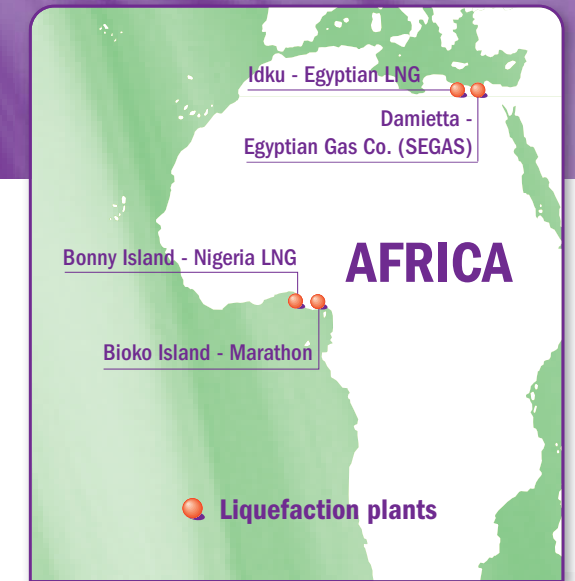 Idku - Egyptian LNG
Damietta -
Egyptian Gas Co. (SEGAS)
Bonny Island - Nigeria LNG
AFRICA
Bioko Island - Marathon
Liquefaction plants